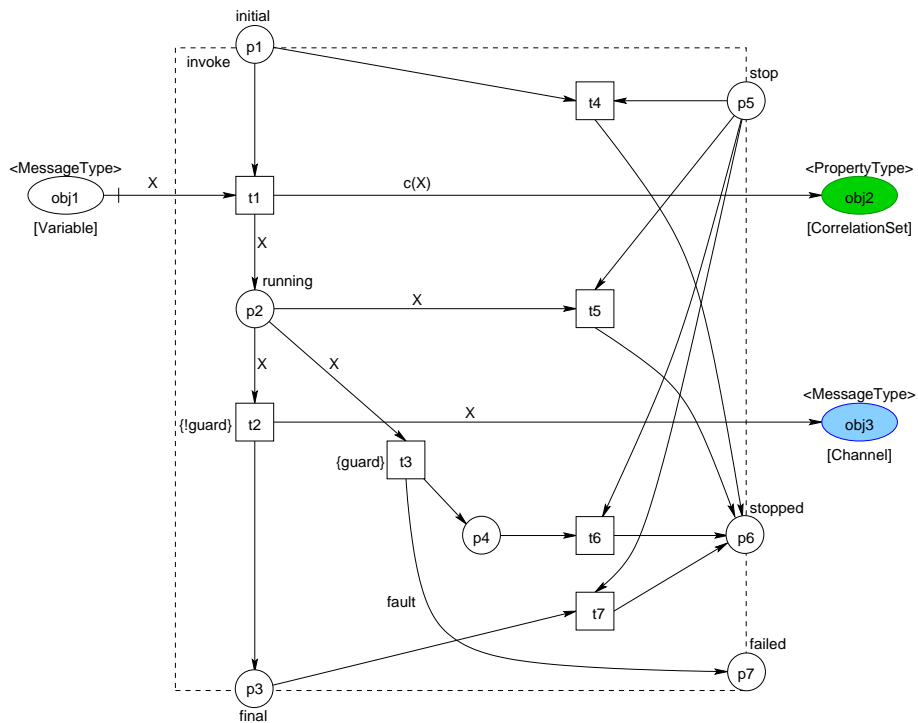 initial
p1
invoke
stop
t4
p5
<MessageType>
X
c(X)
<PropertyType>
obj1
t1
obj2
[Variable]
[CorrelationSet]
X
running
p2
X
t5
X
X
<MessageType>
{!guard}
t2
X
obj3
{guard}
t3
[Channel]
stopped
p4
t6
p6
fault
t7
failed
p7
p3
final